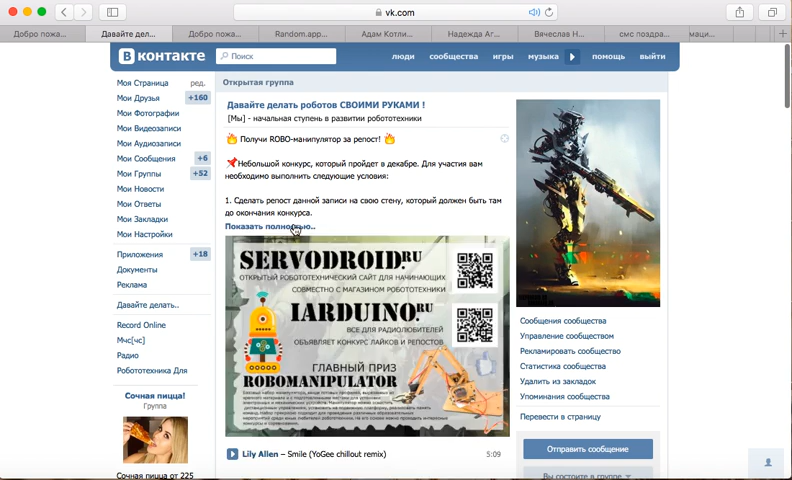 vk.com
Добро пожа...
Давайте дел...
Добро пожа...
Random.app...
Адам Котли...
Надежда Аг...
Вячеслав Н...
смс поздра...
маци...
В контакте
Поиск
люди
сообщества
игры
музыка
помощь
выйти
Моя Страница ред.
Мои Друзья +160
Мои Фотографии
Мои Видеозаписи
Мои Аудиозаписи
Мои Сообщения +6
Мои Группы +52
Мои Новости
Мои Ответы
Мои Закладки
Мои Настройки
Приложения +18
Документы
Реклама
Давайте делать..
Record Online
Мчс[чс]
Радио
Робототехника Для
Сочная пицца!
Группа
Сочная пицца от 225
Открытая группа
Давайте делать роботов СВОИМИ РУКАМИ !
[Мы] - начальная ступень в развитии робототехники
Получи ROBO-манипулятор за репост!
Небольшой конкурс, который пройдет в декабре. Для участия вам
необходимо выполнить следующие условия:
1. Сделать репост данной записи на свою стену, который должен быть там
до окончания конкурса.
Показать полностью..
SERVODROID.RU
ОТКРЫТЫЙ РОБОТОТЕХНИЧЕСКИЙ САЙТ ДЛЯ НАЧИНАЮЩИХ
СОВМЕСТНО С МАГАЗИНОМ РОБОТОТЕХНИКИ
IARDUINO.RU
ВСЕ ДЛЯ РАДИОЛЮБИТЕЛЕЙ
ОБЪЯВЛЯЕТ КОНКУРС ЛАЙКОВ И РЕПОСТОВ
ГЛАВНЫЙ ПРИЗ
ROBOMANIPULATOR
Lily Allen – Smile (YoGee chillout remix) 5:09
Сообщения сообщества
Управление сообществом
Рекламировать сообщество
Статистика сообщества
Удалить из закладок
Упоминания сообщества
Перевести в страницу
Отправить сообщение
Вы состоите в группе